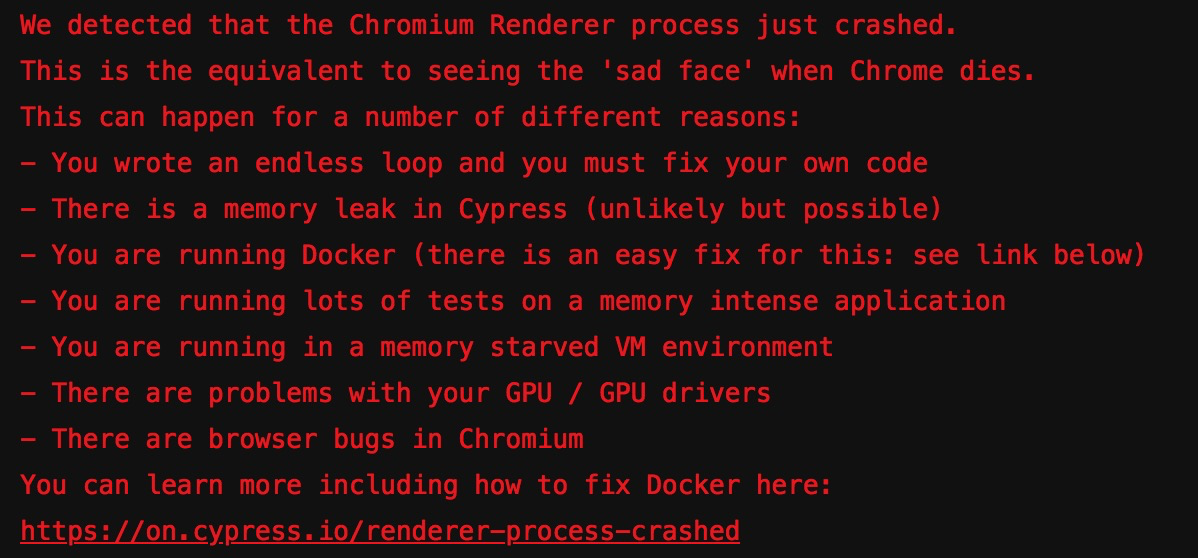 We detected that the Chromium Renderer process just crashed.
This is the equivalent to seeing the 'sad face' when Chrome dies.
This can happen for a number of different reasons:
– You wrote an endless loop and you must fix your own code
– There is a memory leak in Cypress (unlikely but possible)
– You are running Docker (there is an easy fix for this: see link below)
– You are running lots of tests on a memory intense application
– You are running in a memory starved VM environment
– There are problems with your GPU / GPU drivers
– There are browser bugs in Chromium
You can learn more including how to fix Docker here:
https://on.cypress.io/renderer-process-crashed